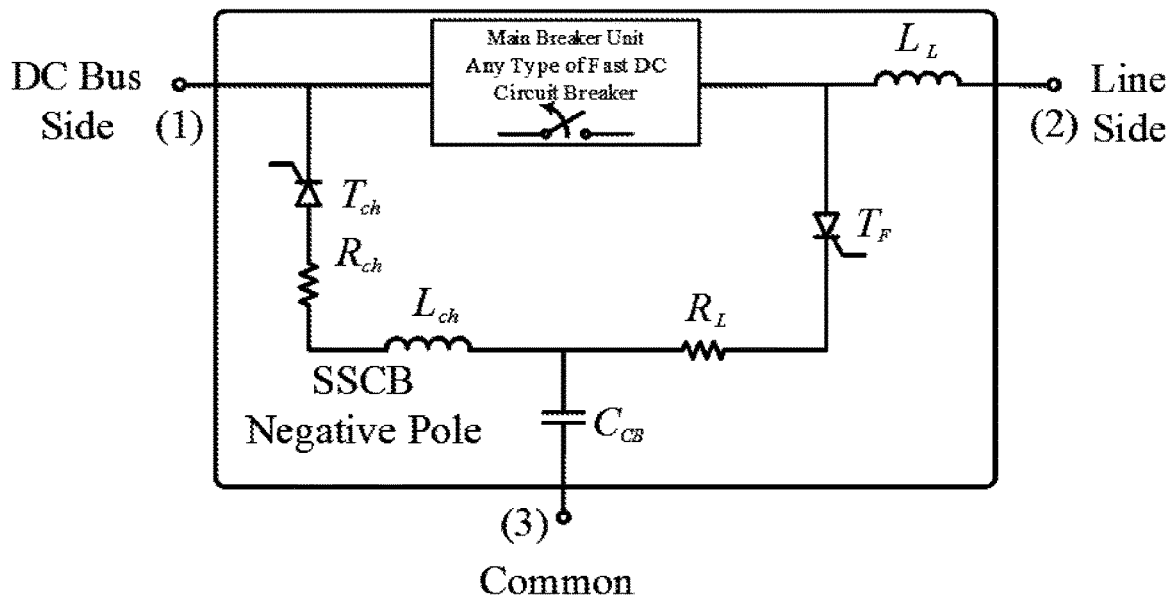 Main Breaker Unit
Any Type of Fast DC
Circuit Breaker
L_L
DC Bus
Side
(1)
Line
Side
(2)
T_ch
T_F
R_ch
L_ch
R_L
SSCB
Negative Pole
C_CB
(3)
Common